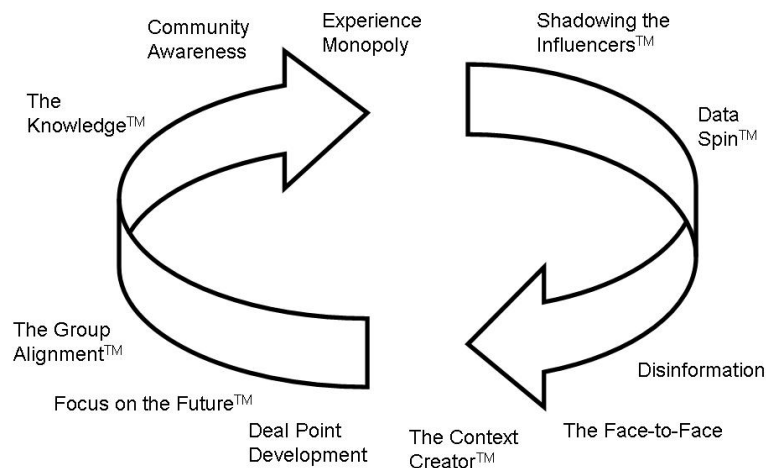 Community
Awareness
Experience
Monopoly
Shadowing the
Influencers™
Data
Spin™
Disinformation
The Face-to-Face
The Context
Creator™
Deal Point
Development
Focus on the Future™
The Group
Alignment™
The
Knowledge™